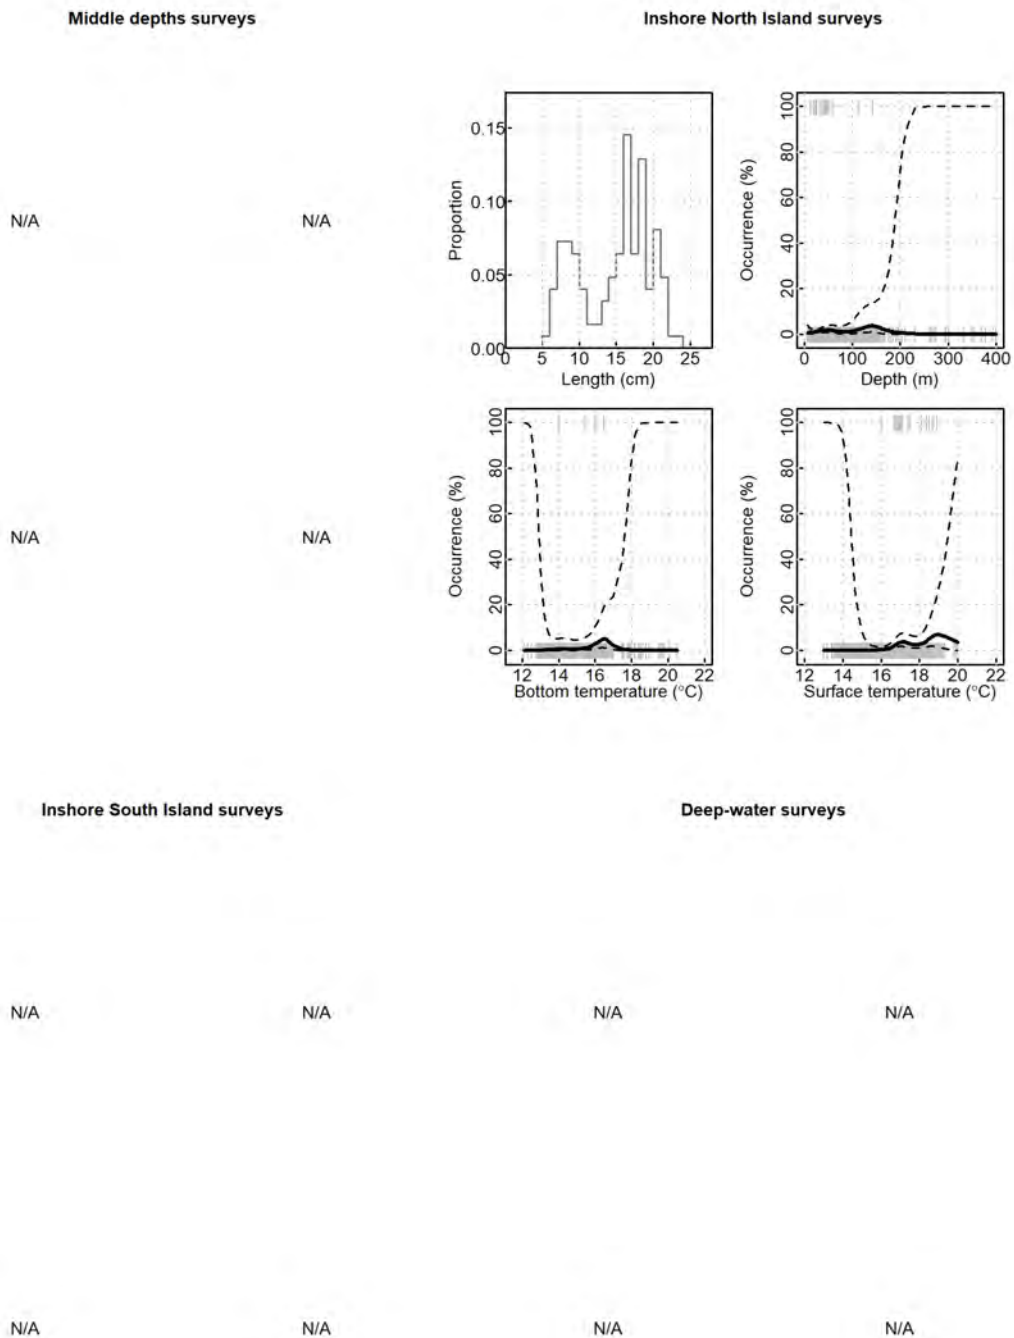 Middle depths surveys
Inshore North Island surveys
N/A
N/A
0.15
0.10
0.05
0.00
Proportion
0 5 10 15 20 25
Length (cm)
100
80
60
40
20
0
Occurrence (%)
0 100 200 300 400
Depth (m)
N/A
N/A
100
80
60
40
20
0
Occurrence (%)
12 14 16 18 20 22
Bottom temperature (°C)
100
80
60
40
20
0
Occurrence (%)
12 14 16 18 20 22
Surface temperature (°C)
Inshore South Island surveys
Deep-water surveys
N/A
N/A
N/A
N/A
N/A
N/A
N/A
N/A